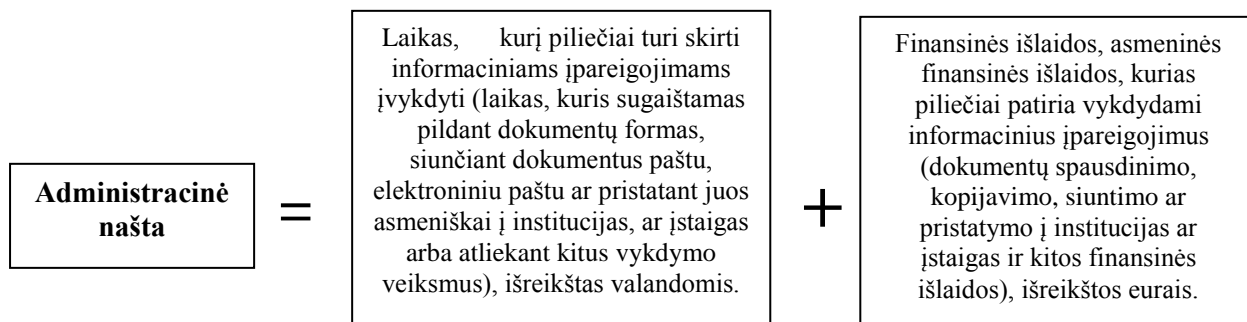 Administracinė
našta
=
Laikas, kurį piliečiai turi skirti
informaciniams įpareigojimams
įvykdyti (laikas, kuris sugaištamas
pildant dokumentų formas,
siunčiant dokumentus paštu,
elektroniniu paštu ar pristatant juos
asmeniškai į institucijas, ar įstaigas
arba atliekant kitus vykdymo
veiksmus), išreikštas valandomis.
+
Finansinės išlaidos, asmeninės
finansinės išlaidos, kurias
piliečiai patiria vykdydami
informacinius įpareigojimus
(dokumentų spausdinimo,
kopijavimo, siuntimo ar
pristatymo į institucijas ar
įstaigas ir kitos finansinės
išlaidos), išreikštos eurais.